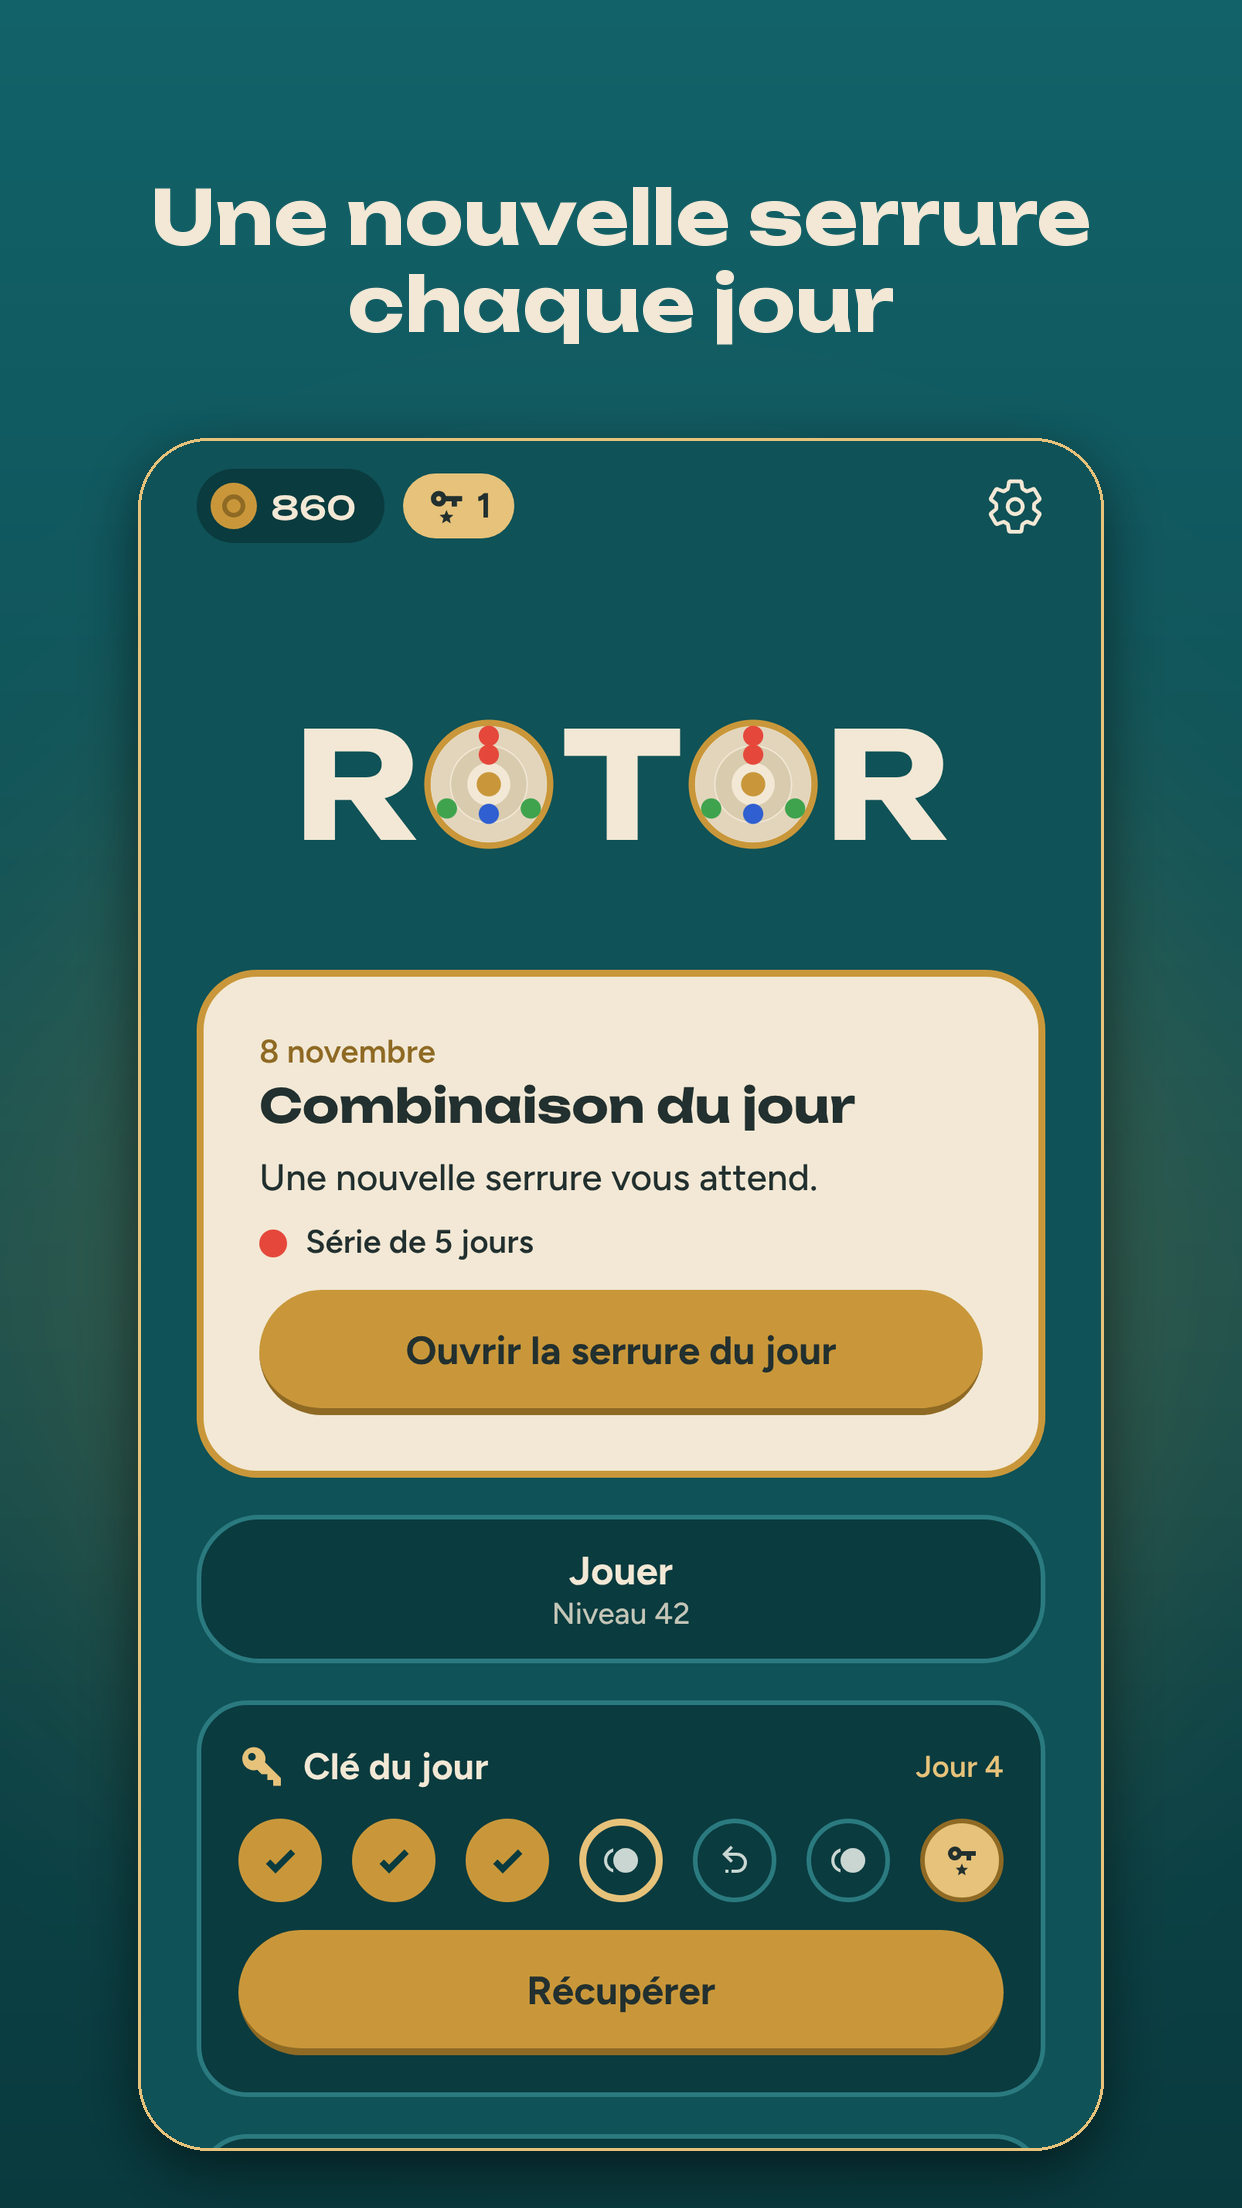 Une nouvelle serrure
chaque jour
860
1
ROTOR
8 novembre
Combinaison du jour
Une nouvelle serrure vous attend.
Série de 5 jours
Ouvrir la serrure du jour
Jouer
Niveau 42
Clé du jour
Jour 4
Récupérer